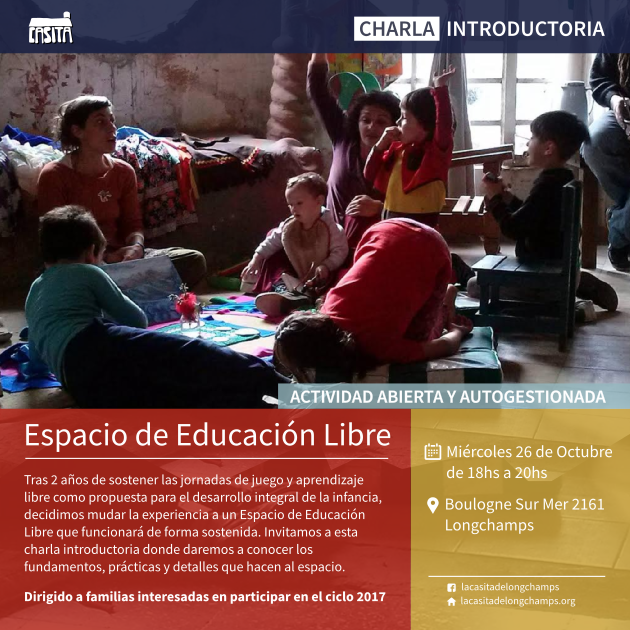 CASITA
CHARLA INTRODUCTORIA
ACTIVIDAD ABIERTA Y AUTOGESTIONADA
Espacio de Educación Libre
Tras 2 años de sostener las jornadas de juego y aprendizaje
libre como propuesta para el desarrollo integral de la infancia,
decidimos mudar la experiencia a un Espacio de Educación
Libre que funcionará de forma sostenida. Invitamos a esta
charla introductoria donde daremos a conocer los
fundamentos, prácticas y detalles que hacen al espacio.
Dirigido a familias interesadas en participar en el ciclo 2017
Miércoles 26 de Octubre
de 18hs a 20hs
Boulogne Sur Mer 2161
Longchamps
lacasitadelongchamps
lacasitadelongchamps.org